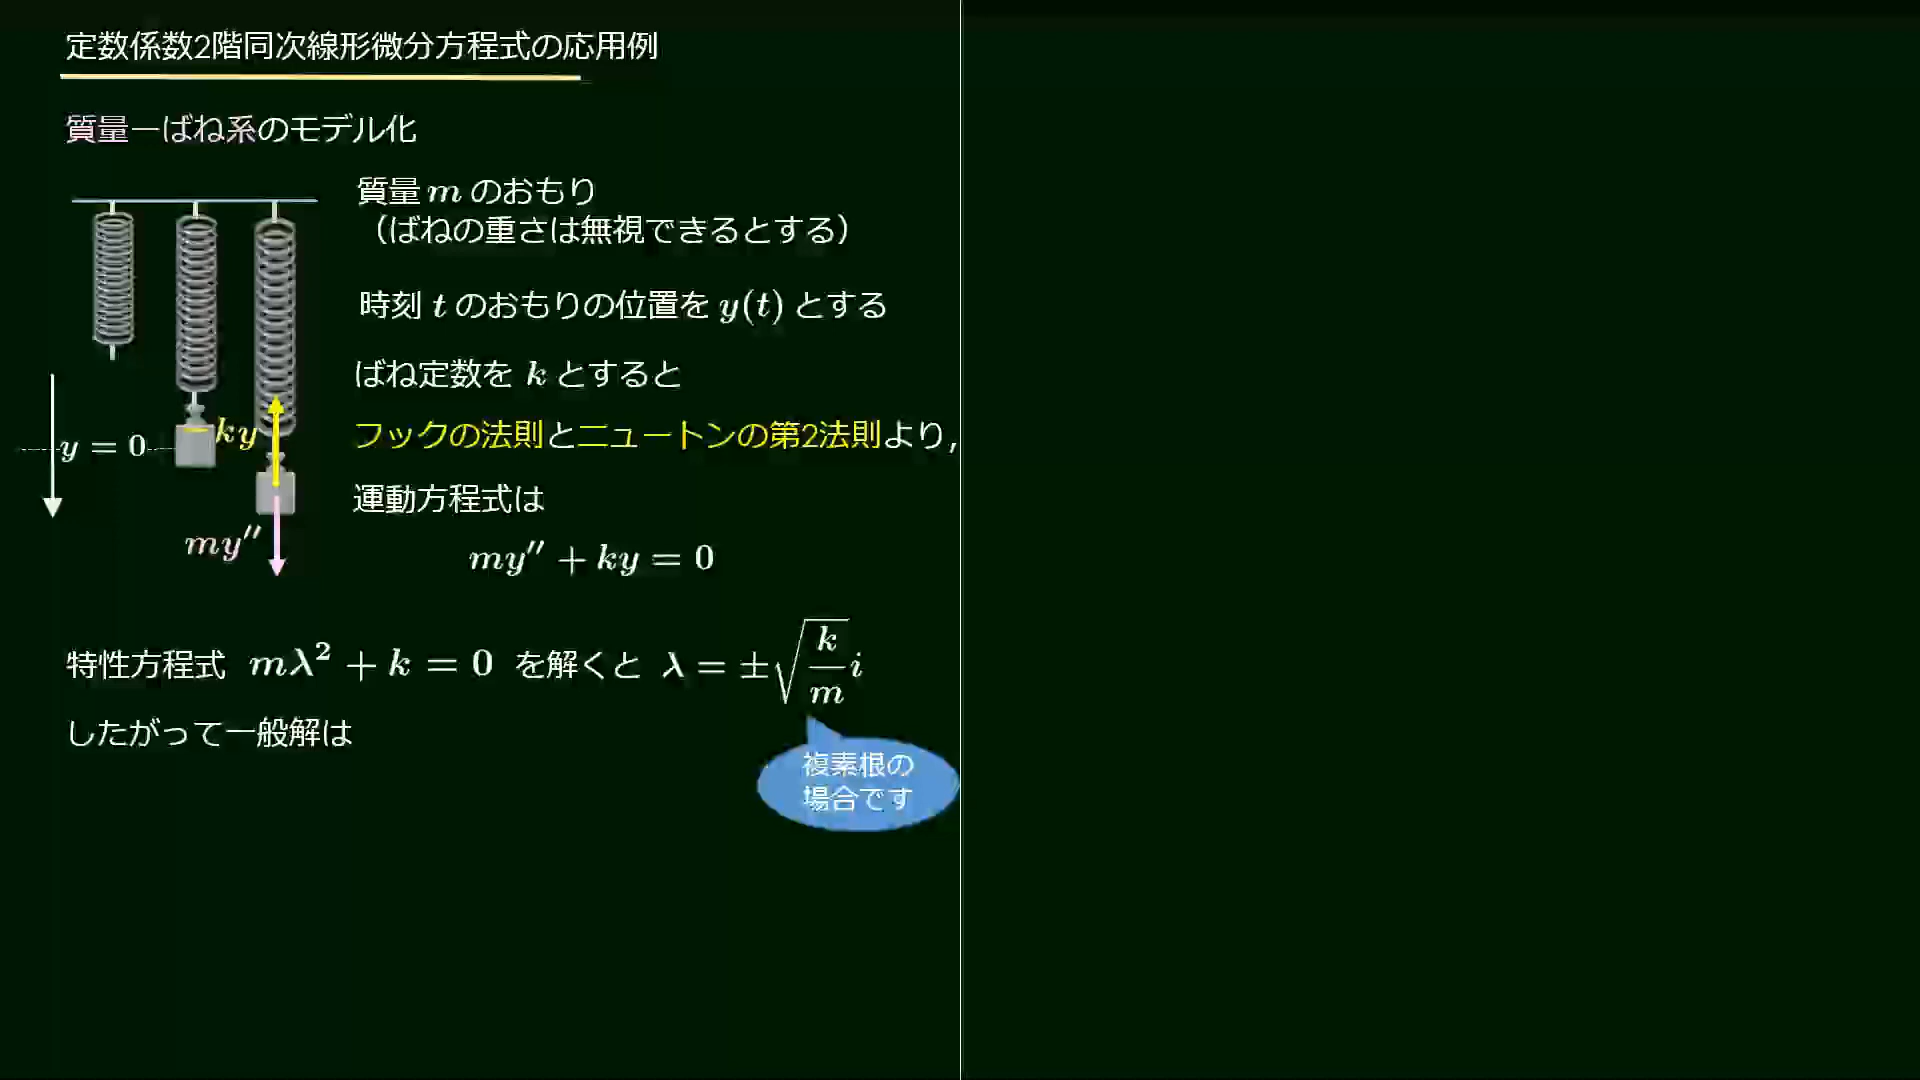 定数係数2階同次線形微分方程式の応用例
質量ーばね系のモデル化
質量 m のおもり
（ばねの重さは無視できるとする）
時刻 t のおもりの位置を y(t) とする
ばね定数を k とすると
フックの法則とニュートンの第2法則より,
運動方程式は
my″ + ky = 0
y = 0
−ky
my″
特性方程式 mλ² + k = 0 を解くと λ = ±√(k/m) i
したがって一般解は
複素根の
場合です